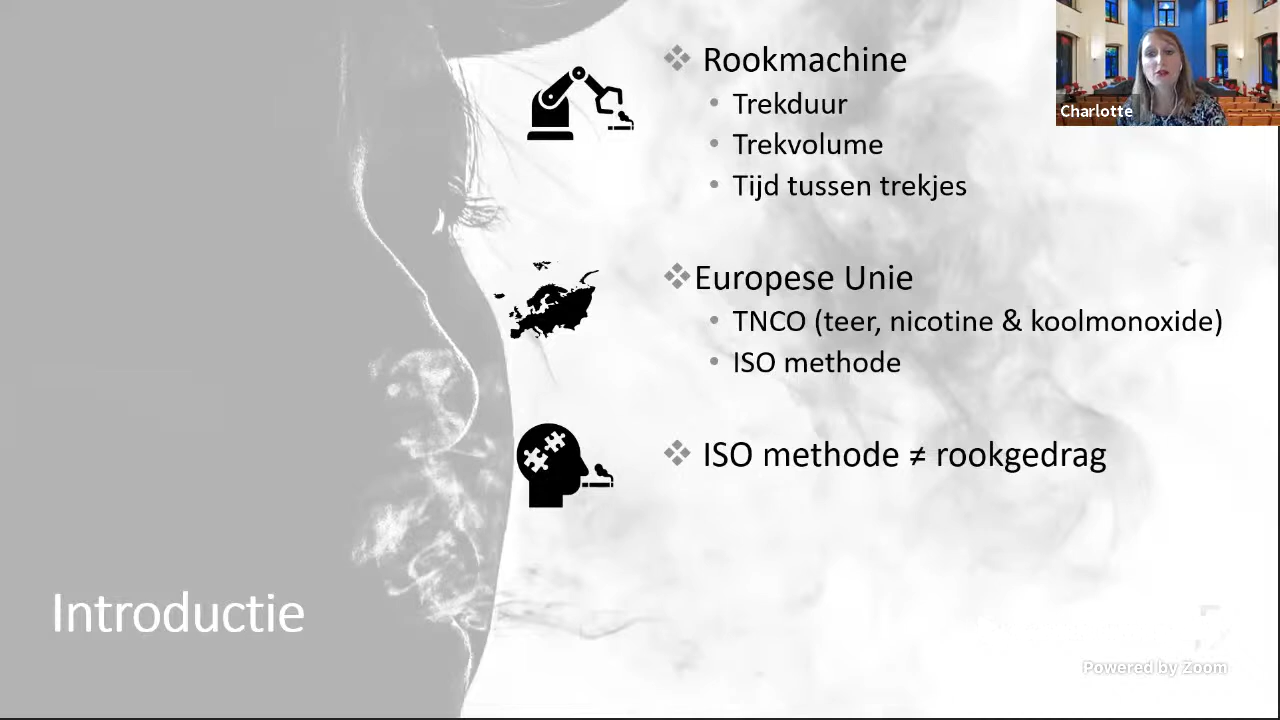 Rookmachine
Trekduur
Trekvolume
Tijd tussen trekjes
Charlotte
Europese Unie
TNCO (teer, nicotine & koolmonoxide)
ISO methode
ISO methode ≠ rookgedrag
Introductie
Powered by Zoom